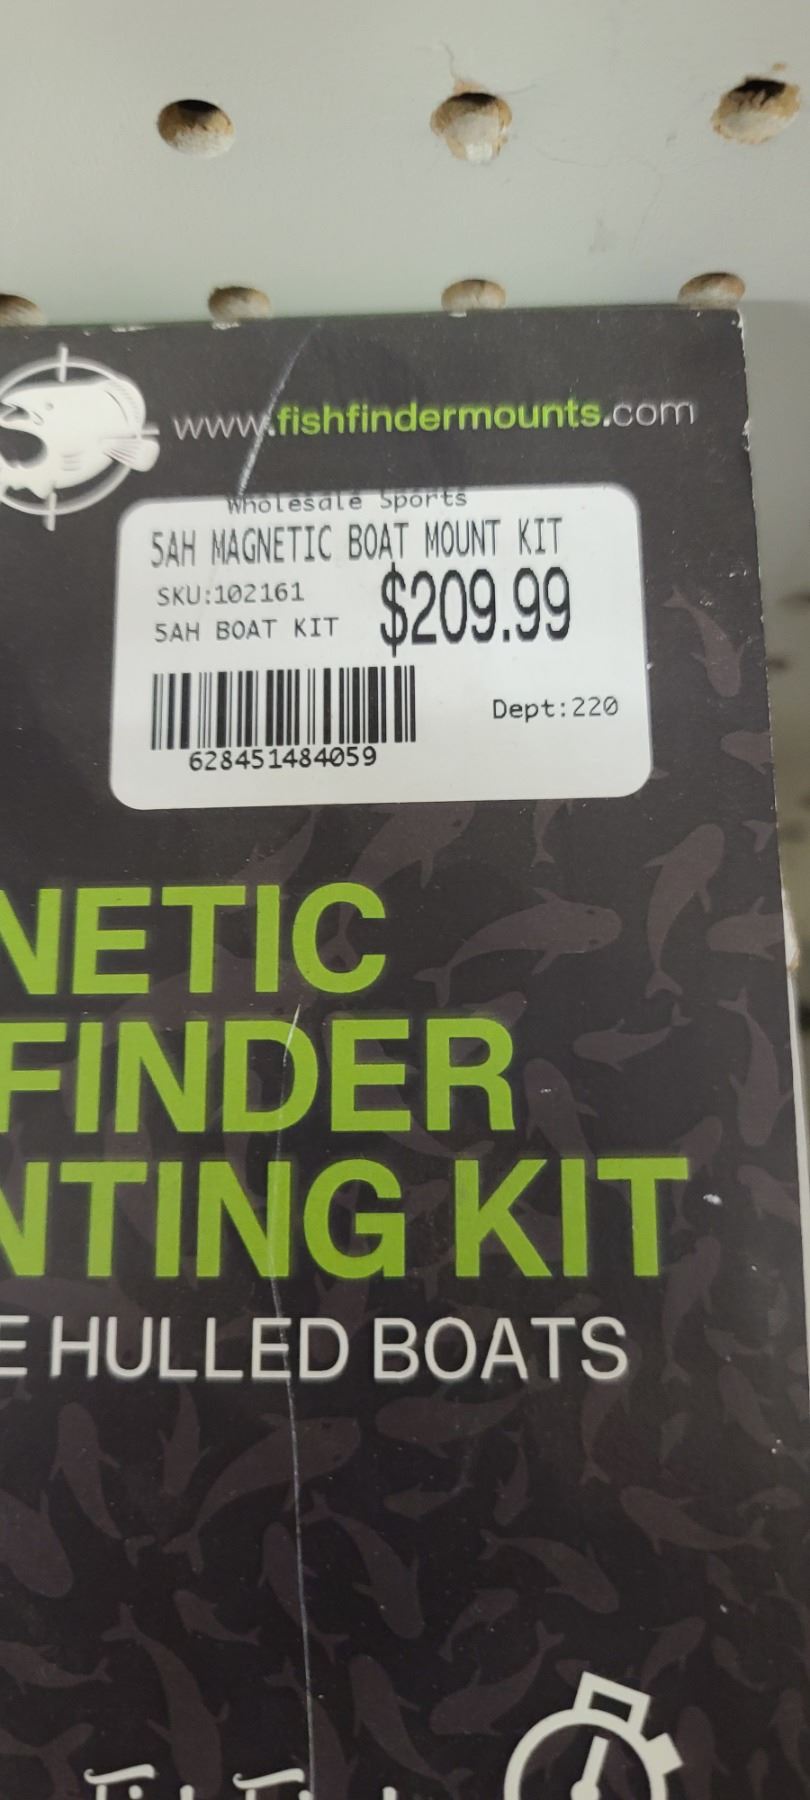 www.fishfindermounts.com
Wholesale Sports
5AH MAGNETIC BOAT MOUNT KIT
SKU:102161
$209.99
5AH BOAT KIT
Dept:220
628451484059
NETIC
FINDER
NTING KIT
E HULLED BOATS